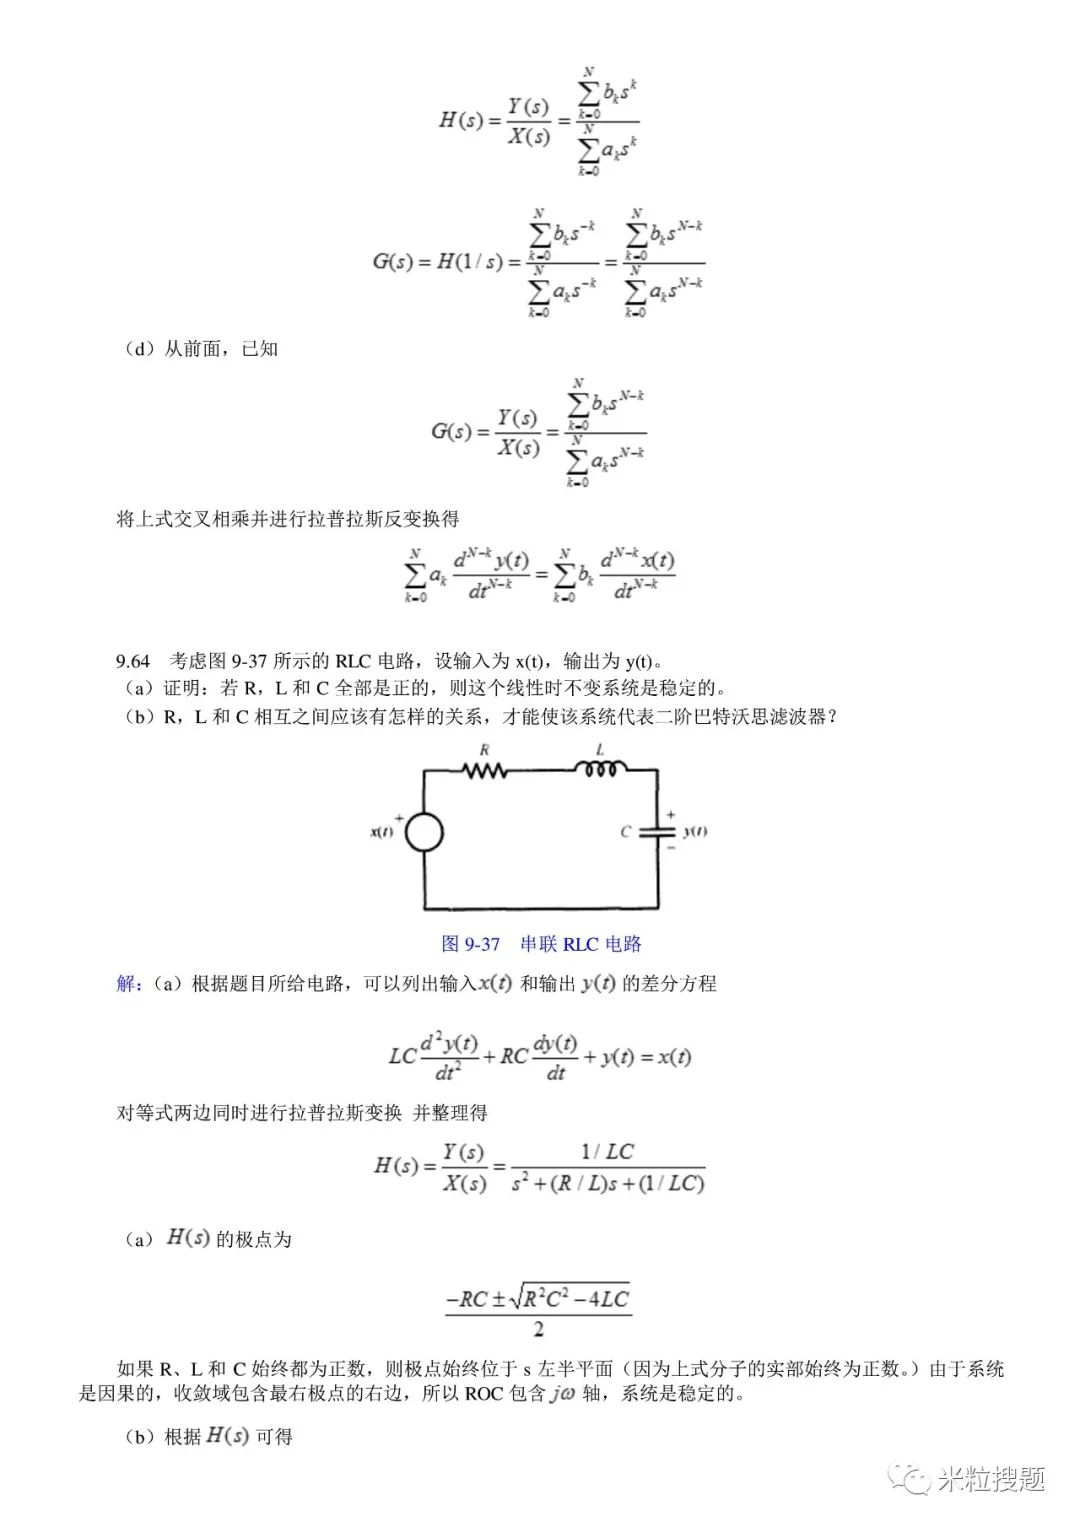 H(s) = Y(s)/X(s) = ∑_{k=0}^{N} b_k s^k / ∑_{k=0}^{N} a_k s^k
G(s) = H(1/s) = ∑_{k=0}^{N} b_k s^{-k} / ∑_{k=0}^{N} a_k s^{-k} = ∑_{k=0}^{N} b_k s^{N-k} / ∑_{k=0}^{N} a_k s^{N-k}
（d）从前面，已知
G(s) = Y(s)/X(s) = ∑_{k=0}^{N} b_k s^{N-k} / ∑_{k=0}^{N} a_k s^{N-k}
将上式交叉相乘并进行拉普拉斯反变换得
∑_{k=0}^{N} a_k d^{N-k}y(t)/dt^{N-k} = ∑_{k=0}^{N} b_k d^{N-k}x(t)/dt^{N-k}
9.64 考虑图 9-37 所示的 RLC 电路，设输入为 x(t)，输出为 y(t)。
（a）证明：若 R，L 和 C 全部是正的，则这个线性时不变系统是稳定的。
（b）R，L 和 C 相互之间应该有怎样的关系，才能使该系统代表二阶巴特沃思滤波器？
R L
x(t) + C + y(t) −
图 9-37 串联 RLC 电路
解：（a）根据题目所给电路，可以列出输入x(t) 和输出 y(t) 的差分方程
LC d²y(t)/dt² + RC dy(t)/dt + y(t) = x(t)
对等式两边同时进行拉普拉斯变换 并整理得
H(s) = Y(s)/X(s) = 1/LC / s² + (R/L)s + (1/LC)
（a） H(s) 的极点为
−RC ± √(R²C² − 4LC) / 2
如果 R、L 和 C 始终都为正数，则极点始终位于 s 左半平面（因为上式分子的实部始终为正数。）由于系统
是因果的，收敛域包含最右极点的右边，所以 ROC 包含 jω 轴，系统是稳定的。
（b）根据 H(s) 可得
米粒搜题